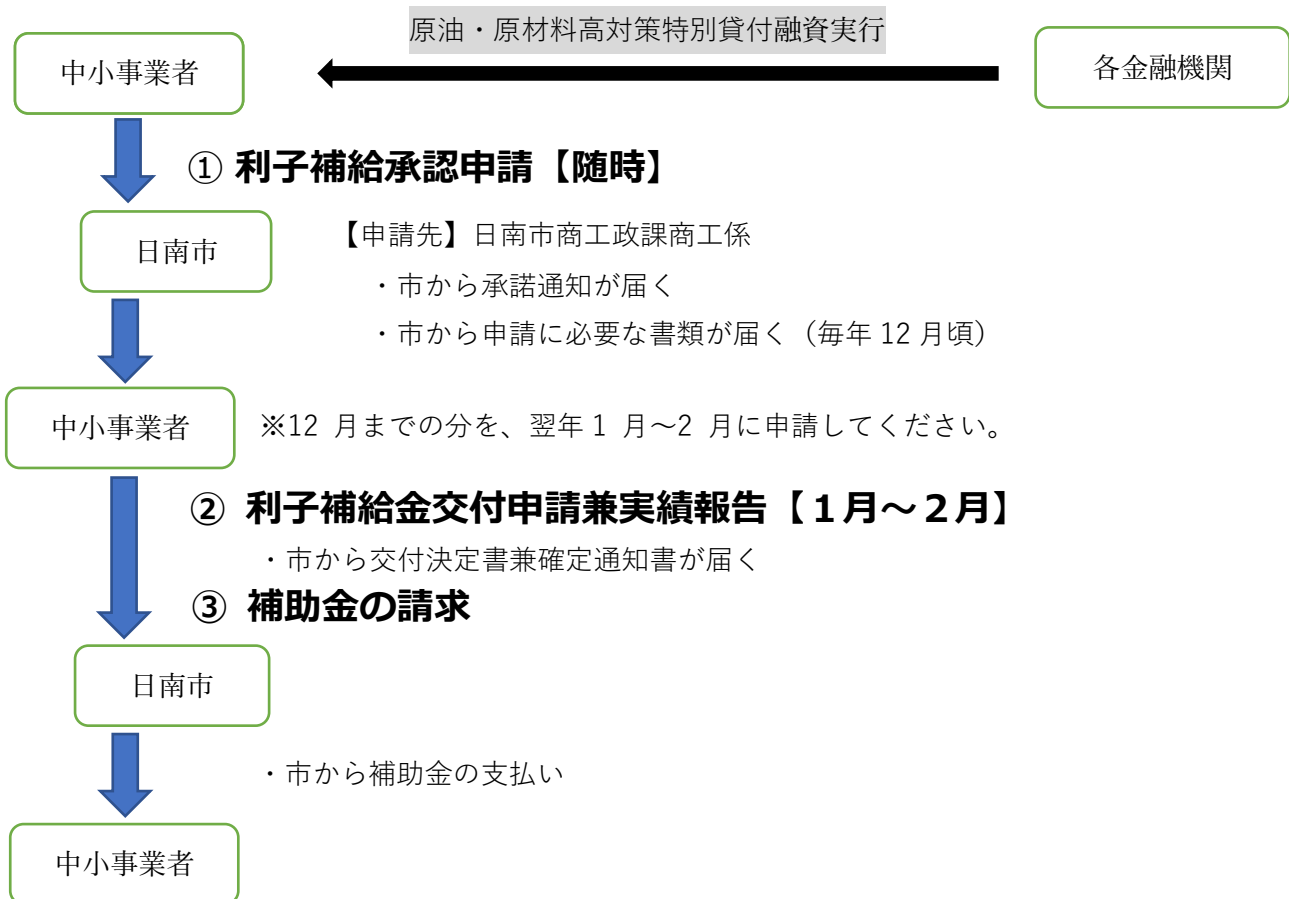 原油・原材料高対策特別貸付融資実行
中小事業者
各金融機関
① 利子補給承認申請【随時】
日南市
【申請先】日南市商工政課商工係
・市から承諾通知が届く
・市から申請に必要な書類が届く（毎年 12 月頃）
中小事業者
※12 月までの分を、翌年 1 月～2 月に申請してください。
② 利子補給金交付申請兼実績報告【１月～２月】
・市から交付決定書兼確定通知書が届く
③ 補助金の請求
日南市
・市から補助金の支払い
中小事業者